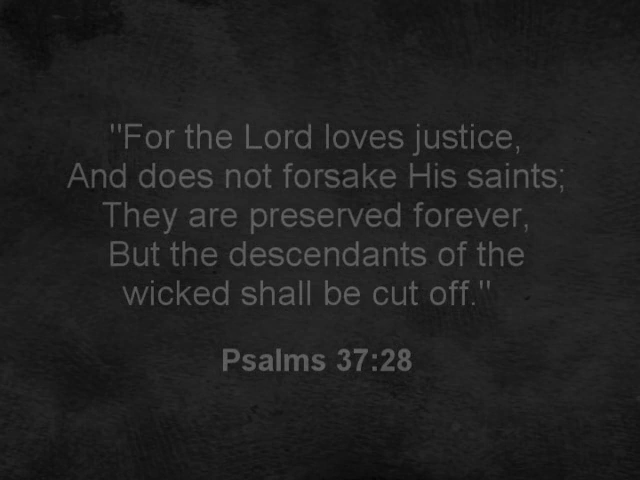 "For the Lord loves justice,
And does not forsake His saints;
They are preserved forever,
But the descendants of the
wicked shall be cut off."
Psalms 37:28